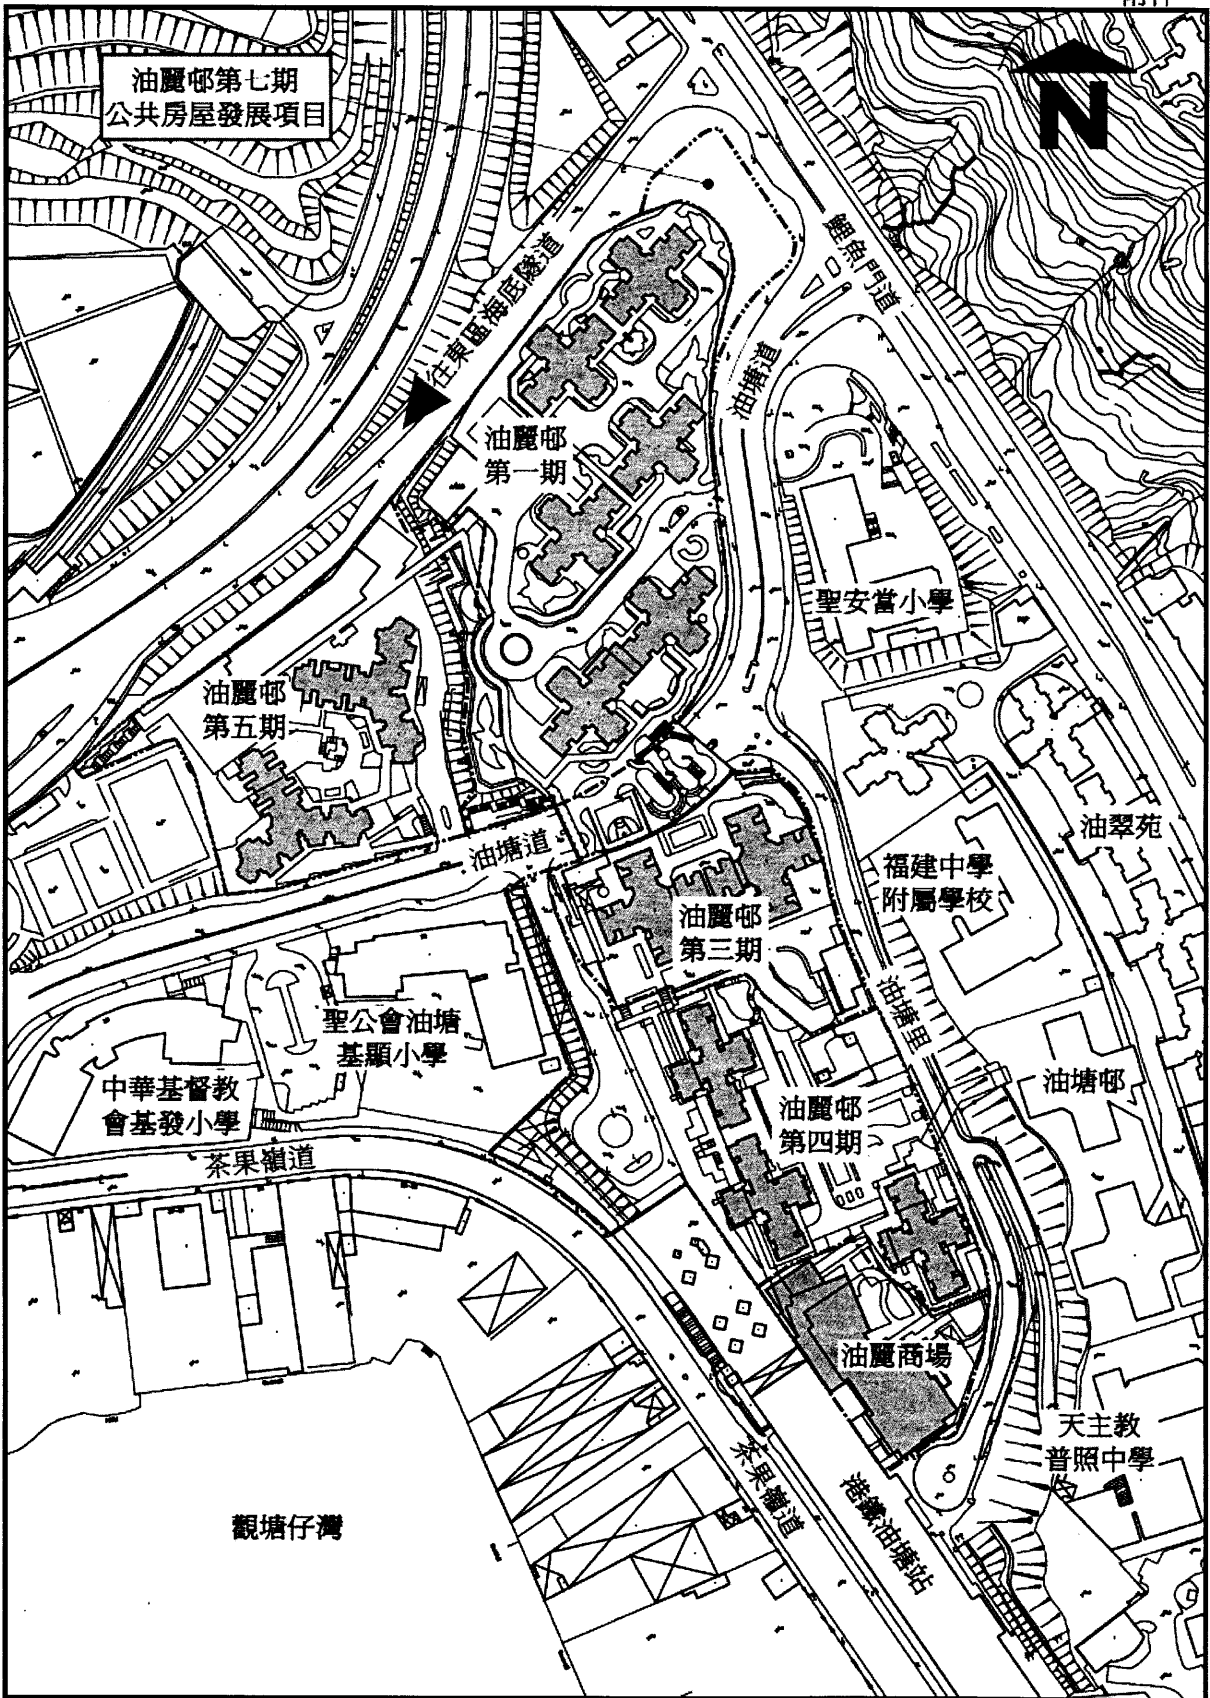 附件
油麗邨第七期
公共房屋發展項目
N
往東區海底隧道
鯉魚門道
油塘道
油麗邨
第一期
聖安當小學
油麗邨
第五期
油翠苑
油塘道
福建中學
附屬學校
油麗邨
第三期
油塘里
聖公會油塘
基顯小學
油塘邨
中華基督教
會基發小學
油麗邨
第四期
茶果嶺道
油麗商場
天主教
普照中學
茶果嶺道
港鐵油塘站
觀塘仔灣